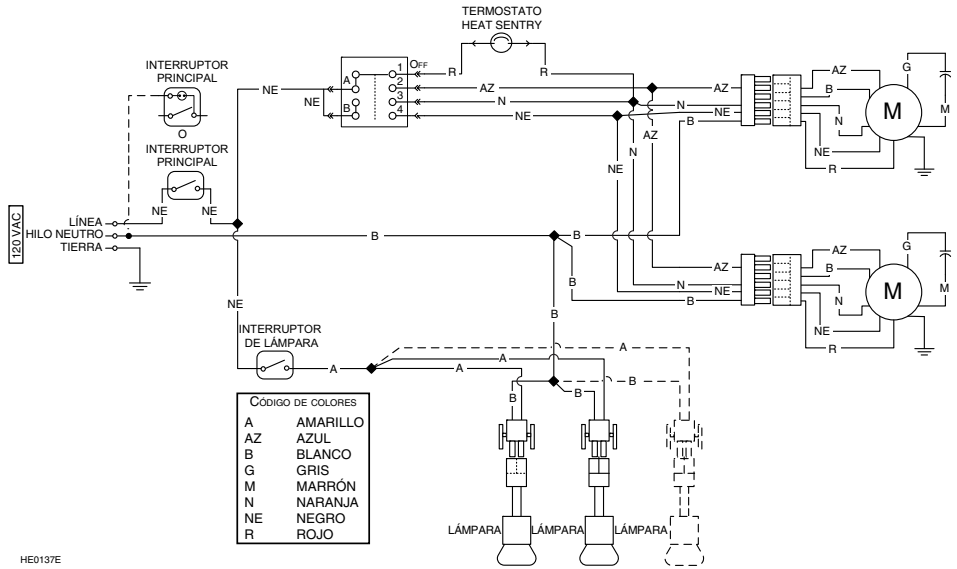 TERMOSTATO
HEAT SENTRY
INTERRUPTOR
PRINCIPAL
O
INTERRUPTOR
PRINCIPAL
NE
NE
A
B
1
2
3
4
OFF
R
R
AZ
N
NE
NE
NE
120 VAC
LÍNEA
HILO NEUTRO
TIERRA
B
B
N
NE
AZ
N
AZ
N
NE
B
AZ
B
N
NE
R
M
G
M
B
B
AZ
N
NE
B
AZ
B
N
NE
R
M
G
M
NE
INTERRUPTOR
DE LÁMPARA
A
A
A
A
B
B
B
B
LÁMPARA
LÁMPARA
LÁMPARA
CÓDIGO DE COLORES
A AMARILLO
AZ AZUL
B BLANCO
G GRIS
M MARRÓN
N NARANJA
NE NEGRO
R ROJO
HE0137E